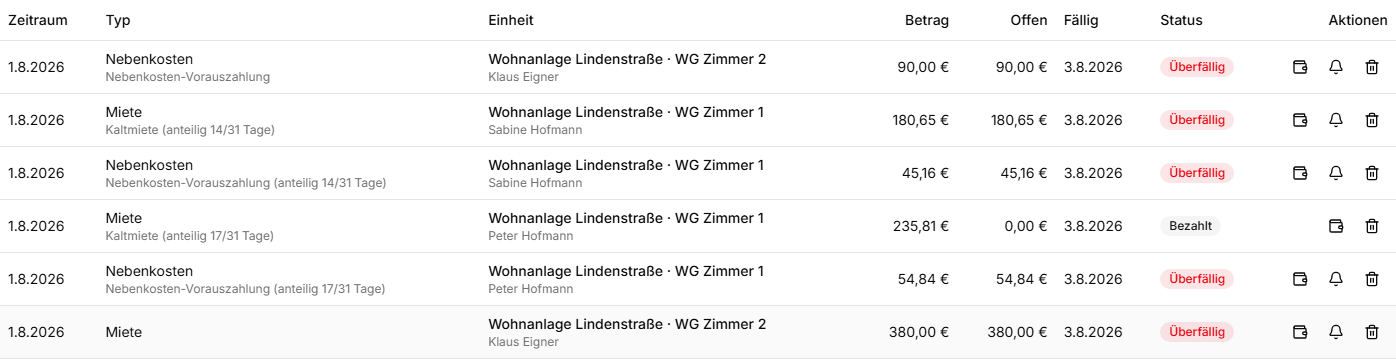 Zeitraum Typ Einheit Betrag Offen Fällig Status Aktionen
1.8.2026 Nebenkosten Wohnanlage Lindenstraße · WG Zimmer 2 90,00 € 90,00 € 3.8.2026 Überfällig
Nebenkosten-Vorauszahlung Klaus Eigner
1.8.2026 Miete Wohnanlage Lindenstraße · WG Zimmer 1 180,65 € 180,65 € 3.8.2026 Überfällig
Kaltmiete (anteilig 14/31 Tage) Sabine Hofmann
1.8.2026 Nebenkosten Wohnanlage Lindenstraße · WG Zimmer 1 45,16 € 45,16 € 3.8.2026 Überfällig
Nebenkosten-Vorauszahlung (anteilig 14/31 Tage) Sabine Hofmann
1.8.2026 Miete Wohnanlage Lindenstraße · WG Zimmer 1 235,81 € 0,00 € 3.8.2026 Bezahlt
Kaltmiete (anteilig 17/31 Tage) Peter Hofmann
1.8.2026 Nebenkosten Wohnanlage Lindenstraße · WG Zimmer 1 54,84 € 54,84 € 3.8.2026 Überfällig
Nebenkosten-Vorauszahlung (anteilig 17/31 Tage) Peter Hofmann
1.8.2026 Miete Wohnanlage Lindenstraße · WG Zimmer 2 380,00 € 380,00 € 3.8.2026 Überfällig
Klaus Eigner